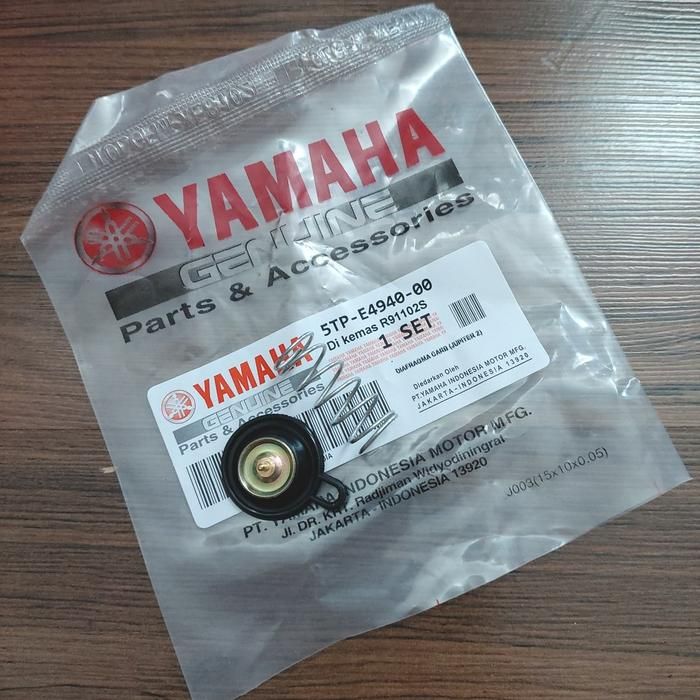 YAMAHA
GENUINE
Parts & Accessories
5TP-E4940-00
Di kemas R91102S
1 SET
YAMAHA
GENUINE
Parts & Accessories
DIAFRAGMA CARB (JUPITER Z)
Diedarkan Oleh
PT.YAMAHA INDONESIA MOTOR MFG.
JAKARTA - INDONESIA 13920
PT. YAMAHA INDONESIA MOTOR MFG.
Jl. DR. KRT. Radjiman Widyodiningrat
JAKARTA - INDONESIA 13920
J003(15x10x0.05)